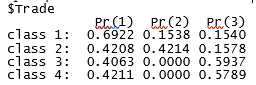 $Trade
Pr(1) Pr(2) Pr(3)
class 1: 0.6922 0.1538 0.1540
class 2: 0.4208 0.4214 0.1578
class 3: 0.4063 0.0000 0.5937
class 4: 0.4211 0.0000 0.5789